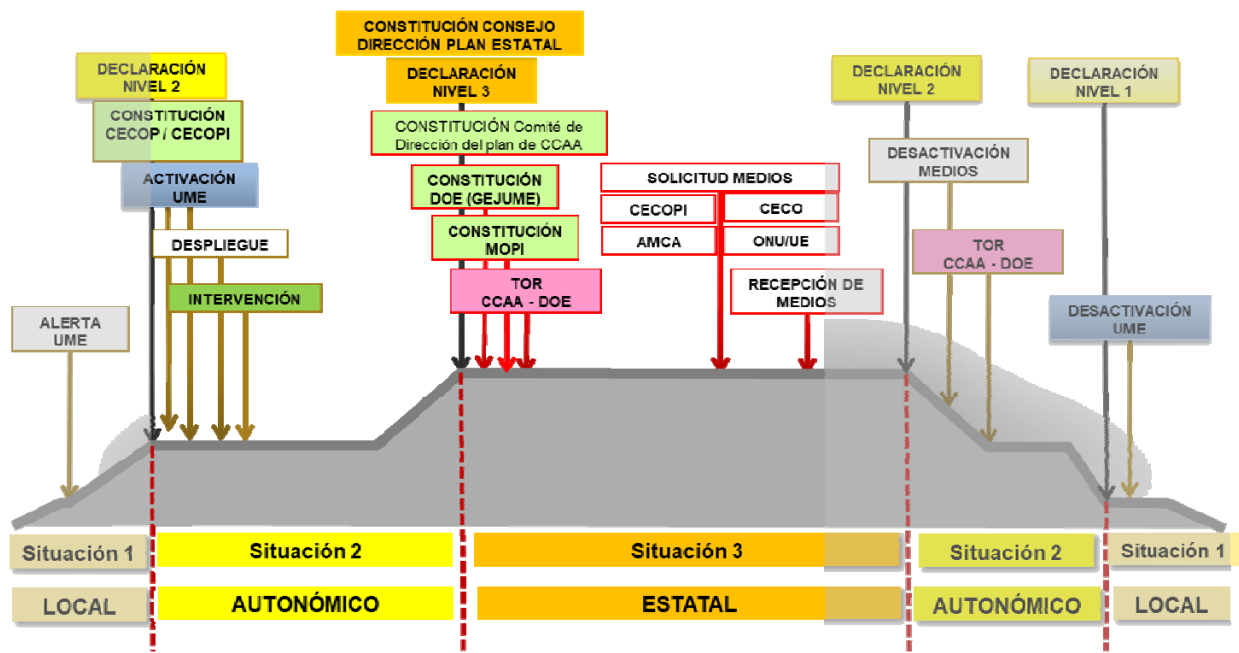 CONSTITUCIÓN CONSEJO
DIRECCIÓN PLAN ESTATAL
DECLARACIÓN
NIVEL 2
CONSTITUCIÓN
CECOP / CECOPI
ACTIVACIÓN
UME
DESPLIEGUE
INTERVENCIÓN
ALERTA
UME
DECLARACIÓN
NIVEL 3
CONSTITUCIÓN Comité de
Dirección del plan de CCAA
CONSTITUCIÓN
DOE (GEJUME)
CONSTITUCIÓN
MOPI
TOR
CCAA - DOE
SOLICITUD MEDIOS
CECOPI
CECO
AMCA
ONU/UE
RECEPCIÓN DE
MEDIOS
DECLARACIÓN
NIVEL 2
DESACTIVACIÓN
MEDIOS
TOR
CCAA - DOE
DECLARACIÓN
NIVEL 1
DESACTIVACIÓN
UME
Situación 1
Situación 2
Situación 3
Situación 2
Situación 1
LOCAL
AUTONÓMICO
ESTATAL
AUTONÓMICO
LOCAL